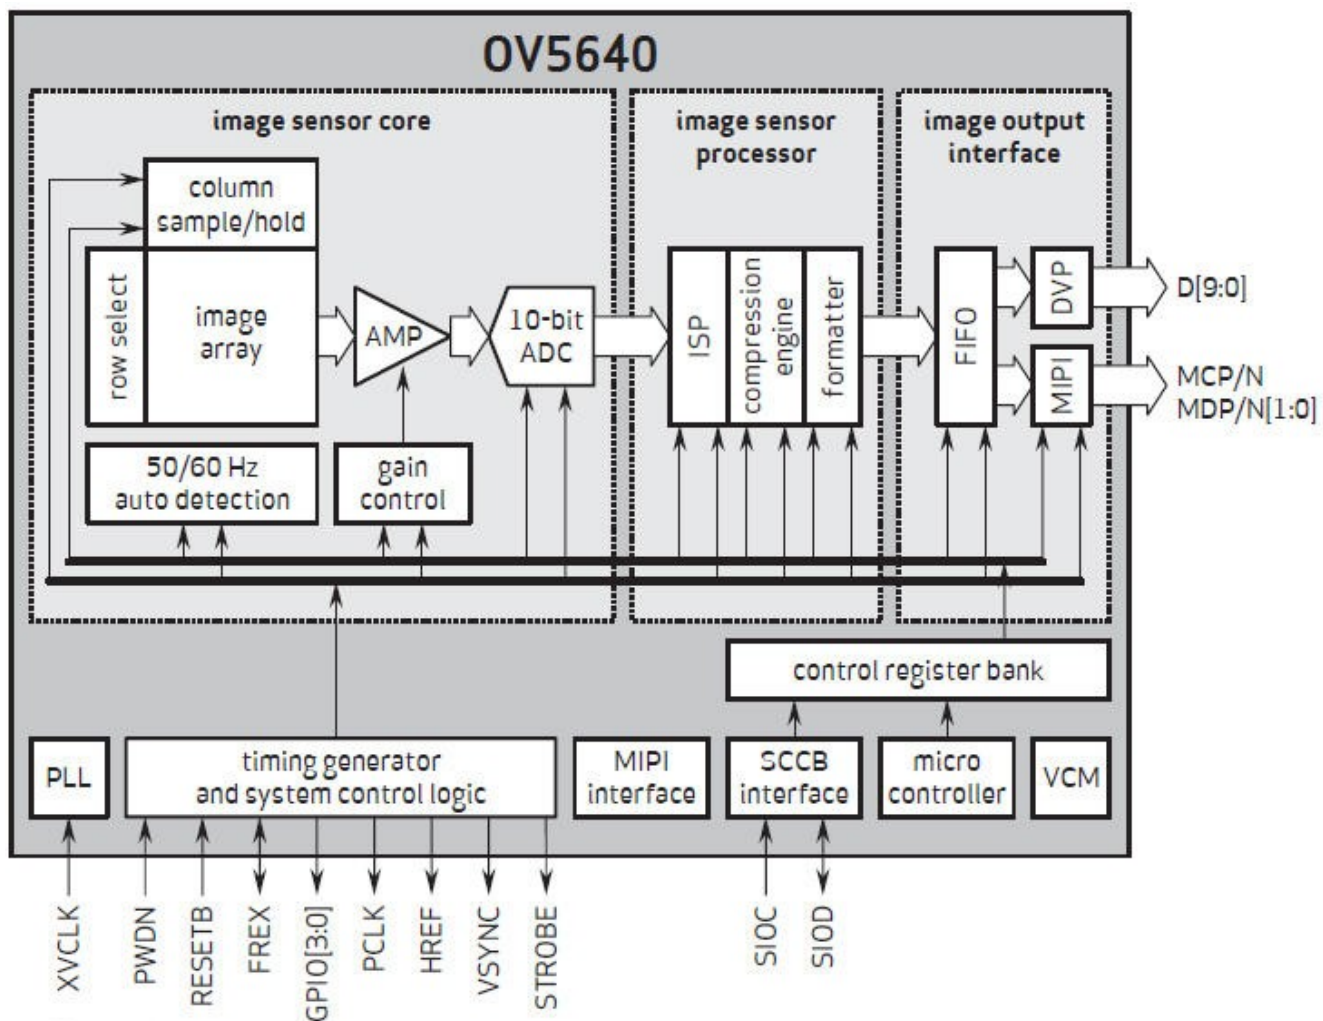 OV5640
image sensor core
image sensor
processor
image output
interface
column
sample/hold
row select
image
array
AMP
10-bit
ADC
ISP
compression
engine
formatter
FIFO
DVP
MIPI
D[9:0]
MCP/N
MDP/N[1:0]
50/60 Hz
auto detection
gain
control
control register bank
PLL
timing generator
and system control logic
MIPI
interface
SCCB
interface
micro
controller
VCM
XVCLK
PWDN
RESETB
FREX
GPIO[3:0]
PCLK
HREF
VSYNC
STROBE
SIOC
SIOD